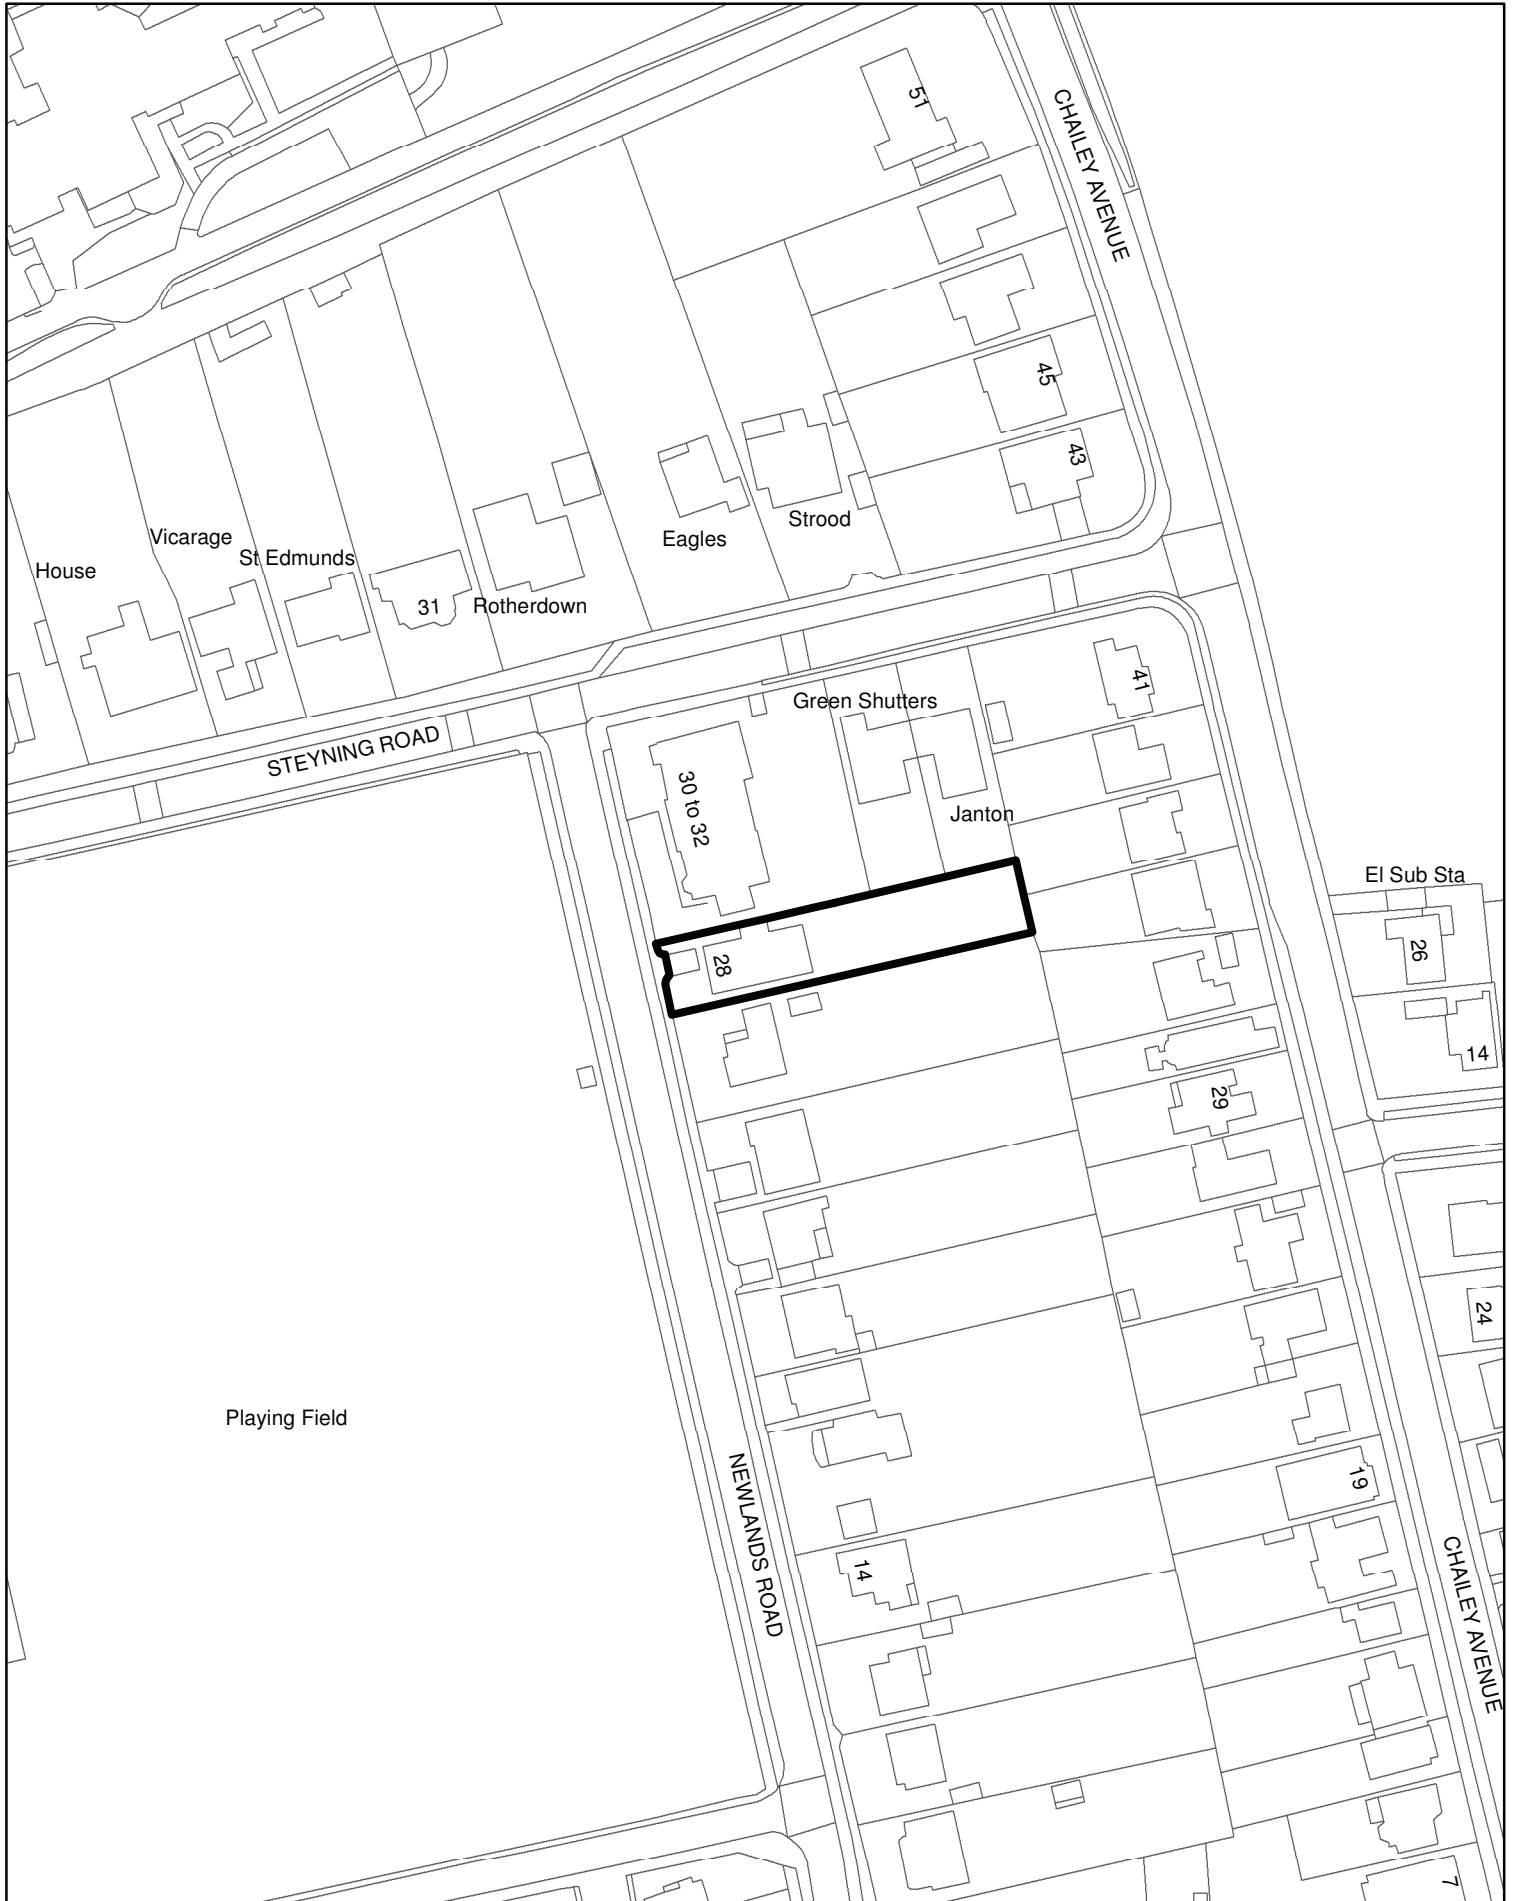 51
CHAILEY AVENUE
45
43
Strood
Eagles
Vicarage
St Edmunds
House
31
Rotherdown
41
Green Shutters
STEYNING ROAD
30 to 32
Janton
El Sub Sta
26
28
14
29
24
Playing Field
19
NEWLANDS ROAD
14
CHAILEY AVENUE
7